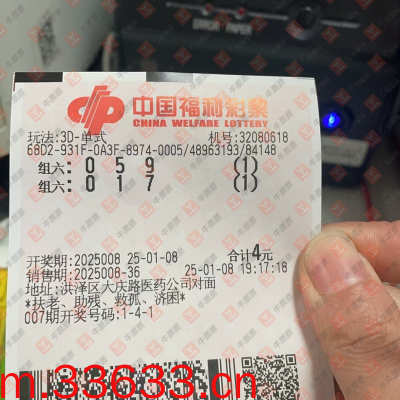 中国福利彩票
CHINA WELFARE LOTTERY
玩法:3D-单式 机号:32080618
68D2-931F-0A3F-8974-0005/48963193/84148
组六: 0 5 9 (1)
组六: 0 1 7 (1)
开奖期:2025008 25-01-08 合计4元
销售期:2025008-36 25-01-08 19:17:18
地址:洪泽区大庆路医药公司对面
*扶老、助残、救孤、济困*
007期开奖号码:1-4-1
m.33633.cn